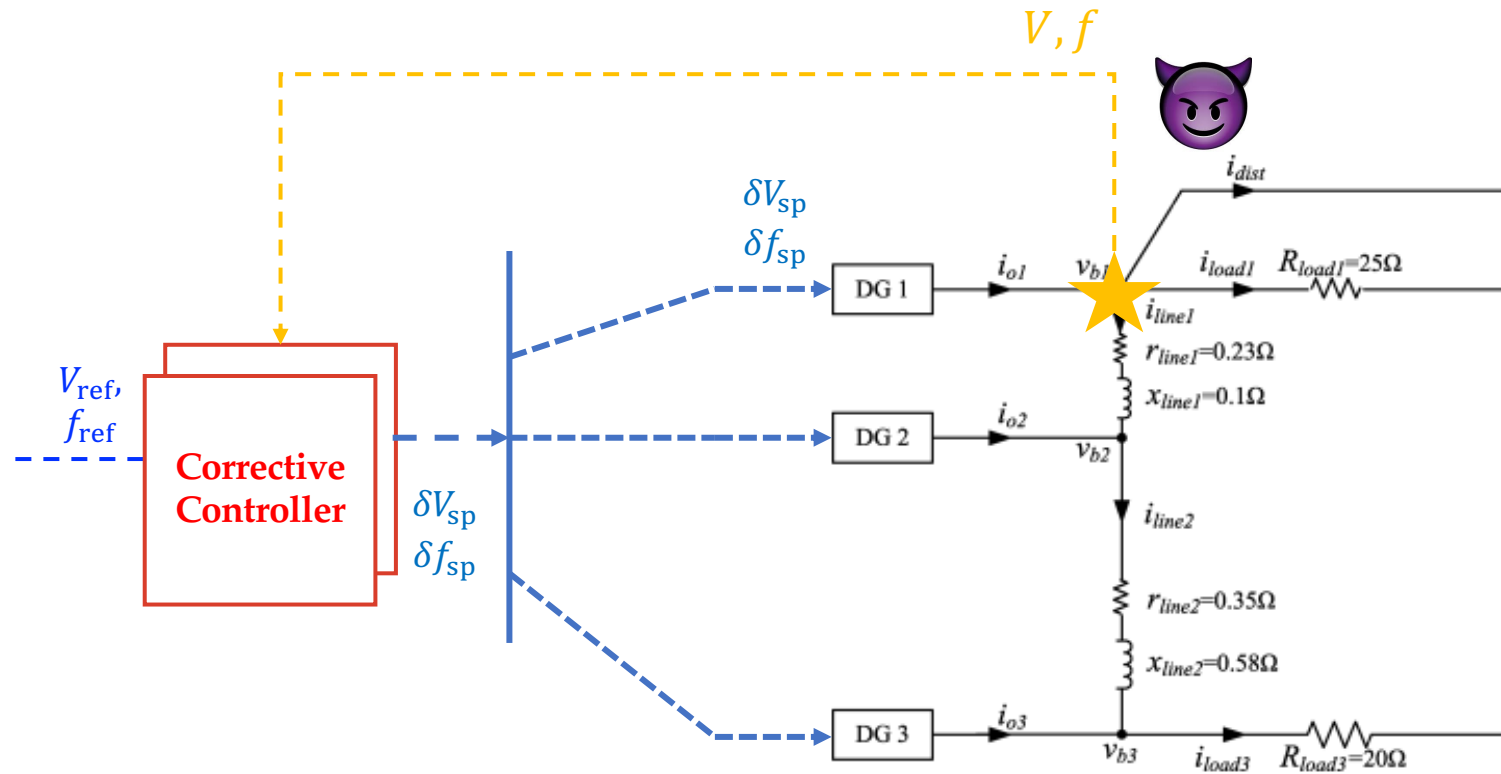 V, f
i_dist
δV_sp
δf_sp
DG 1
i_o1
v_b1
i_load1
R_load1=25Ω
i_line1
r_line1=0.23Ω
x_line1=0.1Ω
V_ref,
f_ref
Corrective
Controller
δV_sp
δf_sp
DG 2
i_o2
v_b2
i_line2
r_line2=0.35Ω
x_line2=0.58Ω
DG 3
i_o3
v_b3
i_load3
R_load3=20Ω